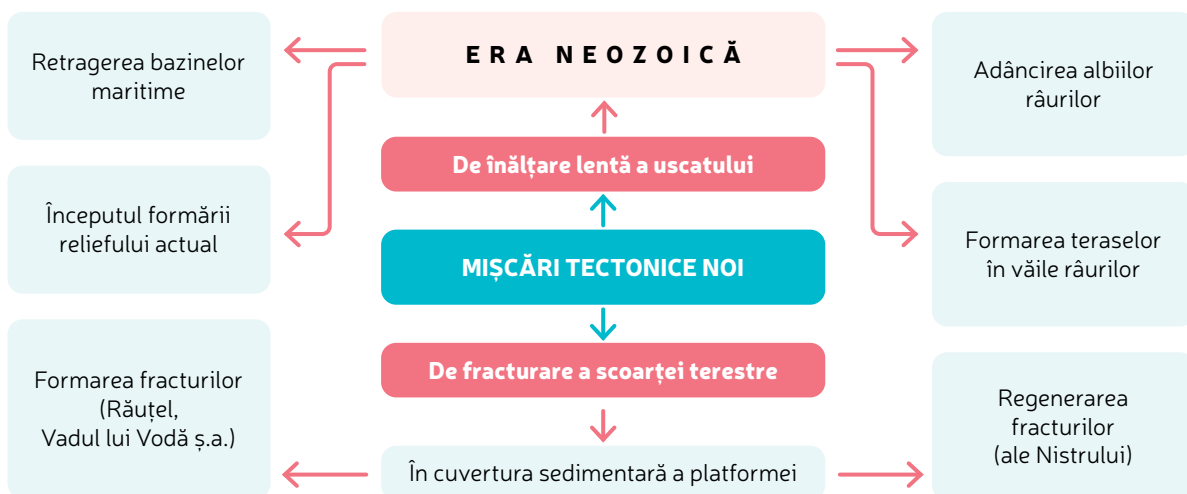 Retragerea bazinelor
maritime
ERA NEOZOICĂ
Adâncirea albiilor
râurilor
De înălțare lentă a uscatului
Începutul formării
reliefului actual
MIȘCĂRI TECTONICE NOI
Formarea teraselor
în văile râurilor
De fracturare a scoarței terestre
Formarea fracturilor
(Răuțel,
Vadul lui Vodă ș.a.)
În cuvertura sedimentară a platformei
Regenerarea
fracturilor
(ale Nistrului)